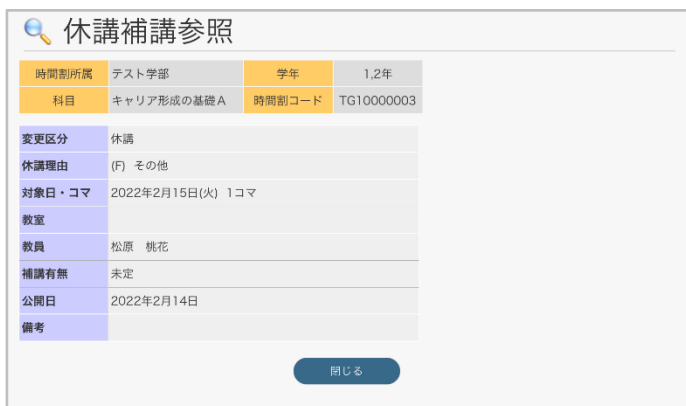 休講補講参照
時間割所属 テスト学部 学年 1,2年
科目 キャリア形成の基礎A 時間割コード TG10000003
変更区分 休講
休講理由 (F) その他
対象日・コマ 2022年2月15日(火) 1コマ
教室
教員 松原 桃花
補講有無 未定
公開日 2022年2月14日
備考
閉じる